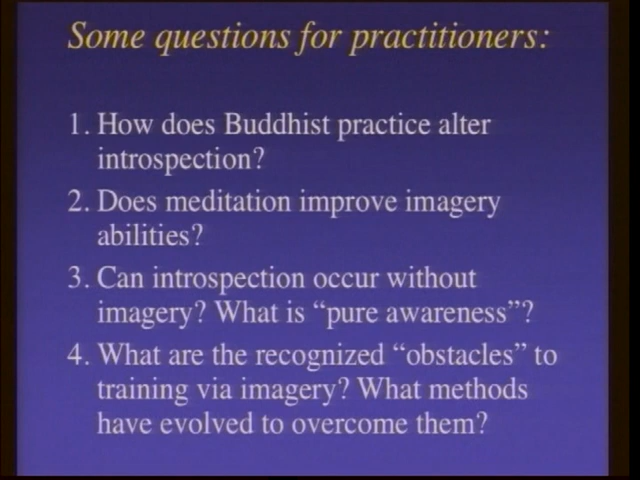 Some questions for practitioners:
1. How does Buddhist practice alter
introspection?
2. Does meditation improve imagery
abilities?
3. Can introspection occur without
imagery? What is “pure awareness”?
4. What are the recognized “obstacles” to
training via imagery? What methods
have evolved to overcome them?